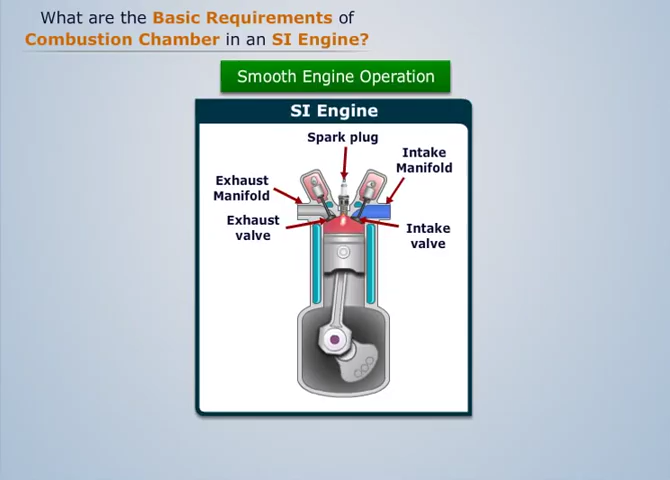 What are the Basic Requirements of
Combustion Chamber in an SI Engine?
Smooth Engine Operation
SI Engine
Spark plug
Intake
Manifold
Exhaust
Manifold
Exhaust
valve
Intake
valve